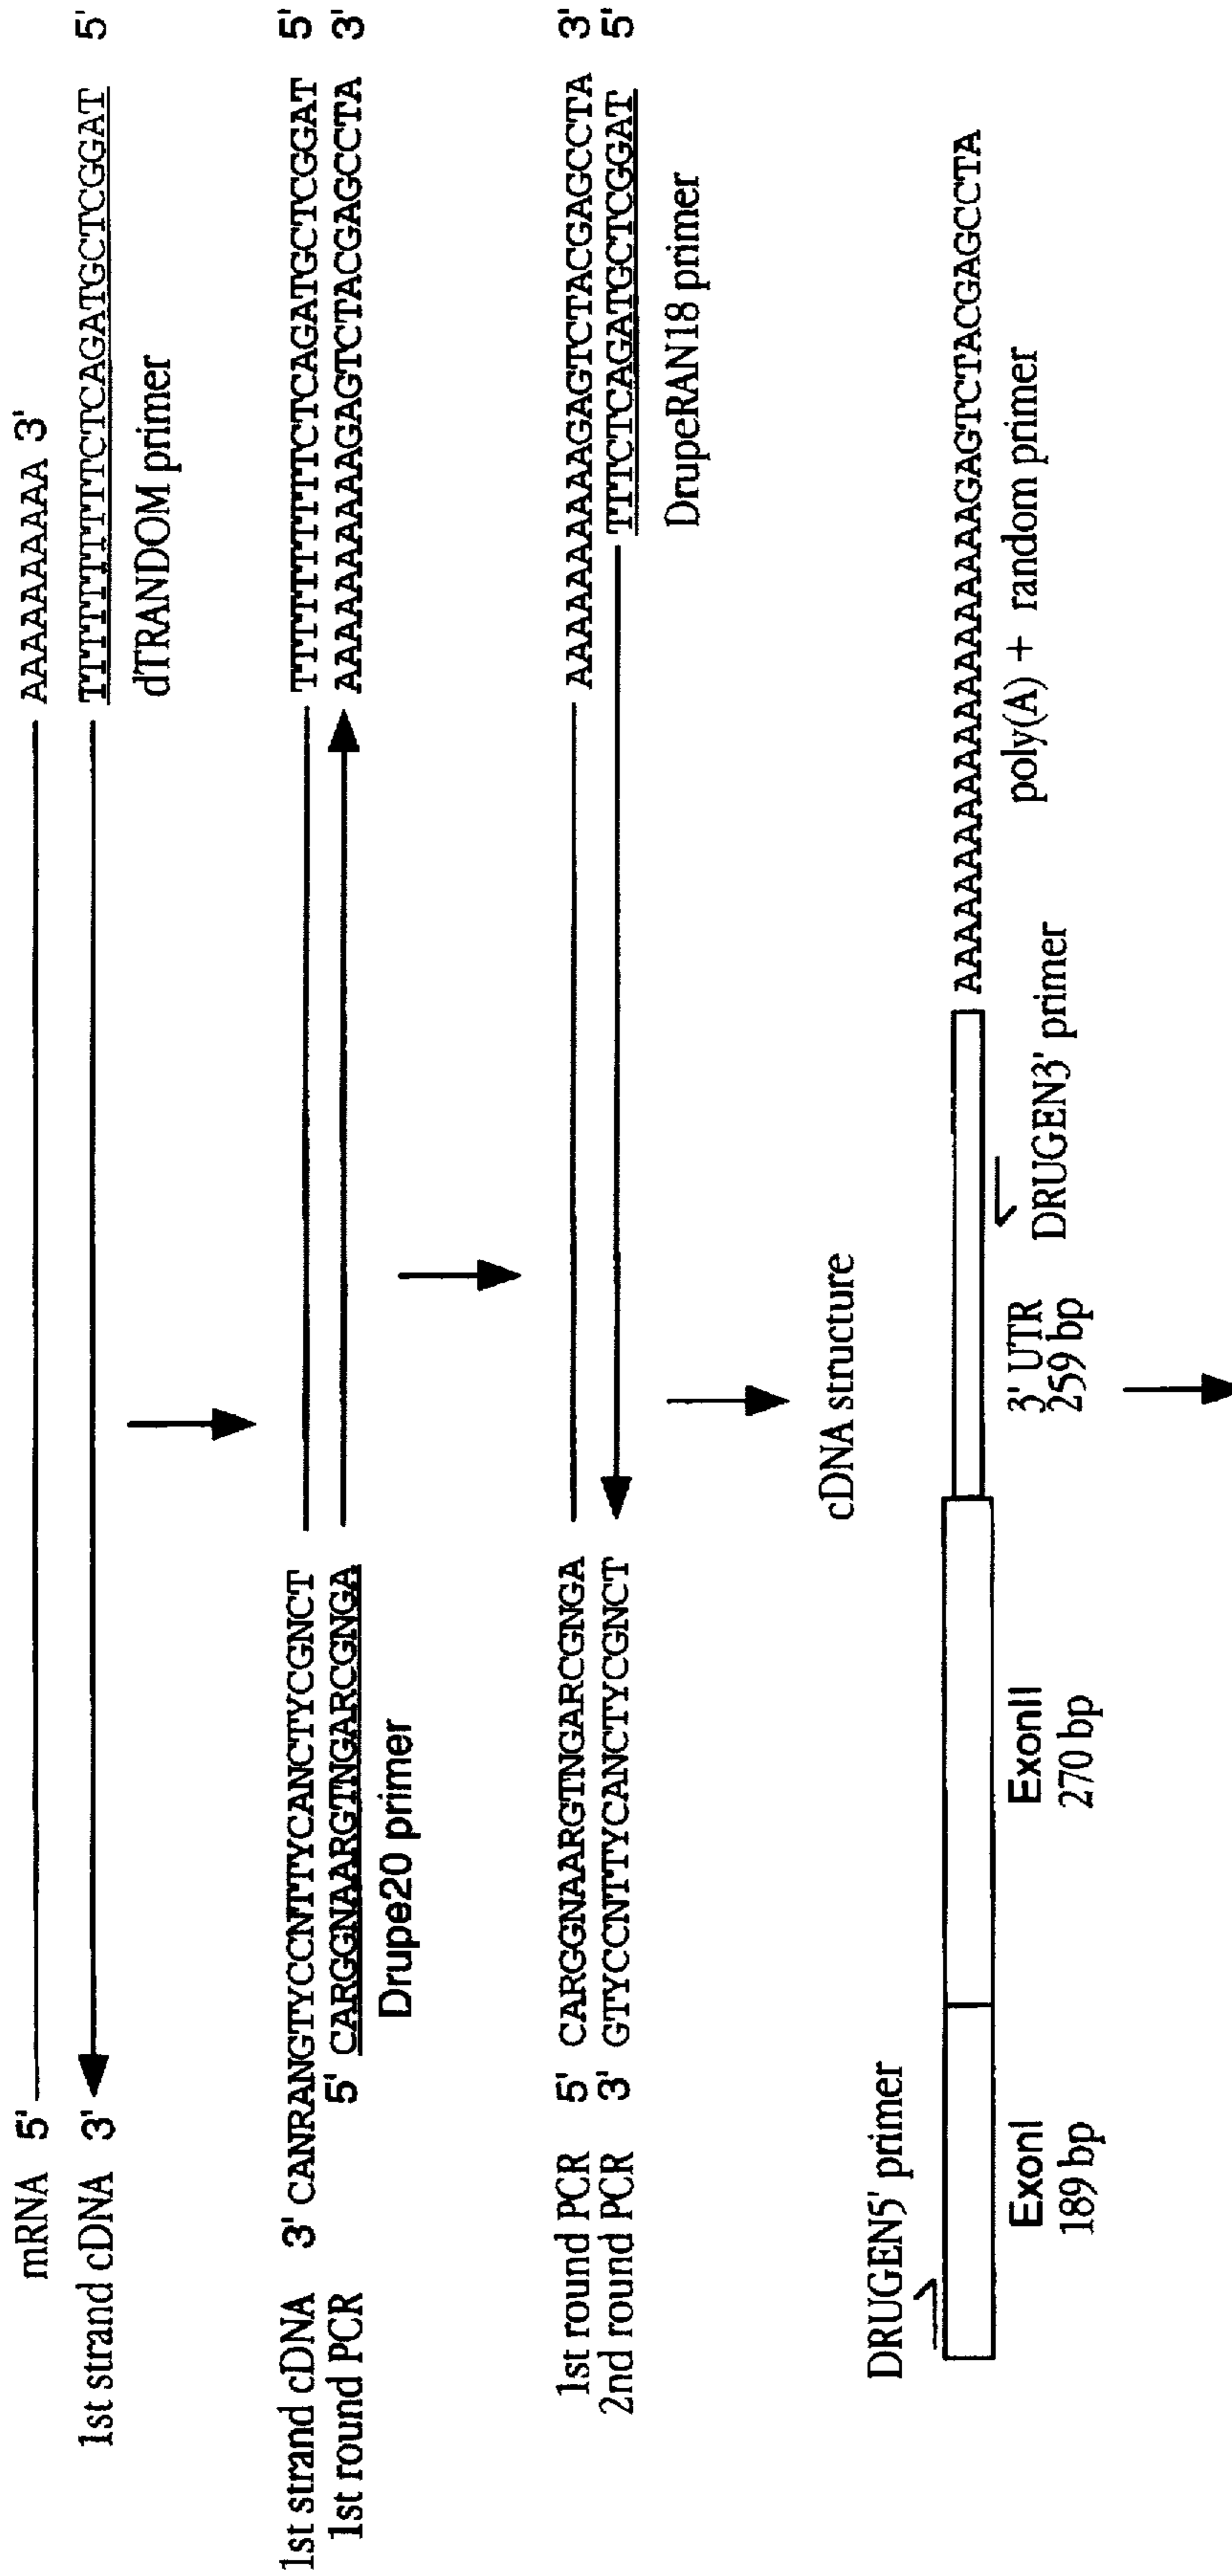 mRNA 5' AAAAAAAAA 3'
1st strand cDNA 3' TTTTTTTTTTCTCAGATGCTCGGAT 5'
dTRANDOM primer
1st strand cDNA 3' CANRANGTYCCNTTYCANCTYCGNCT TTTTTTTTTTCTCAGATGCTCGGAT 5'
1st round PCR 5' CARGGNAARGTNGARCGNGA AAAAAAAAAGAGTCTACGAGCCTA 3'
Drupe20 primer
1st round PCR 5' CARGGNAARGTNGARCGNGA AAAAAAAAAGAGTCTACGAGCCTA 3'
2nd round PCR 3' GTYCCNTTYCANCTYCGNCT TTTCTCAGATGCTCGGAT 5'
DrupeRAN18 primer
cDNA structure
DRUGEN5' primer
AAAAAAAAAAAAAAAAAAGAGTCTACGAGCCTA
ExonI
189 bp
ExonII
270 bp
3' UTR
259 bp
DRUGEN3' primer
poly(A) + random primer